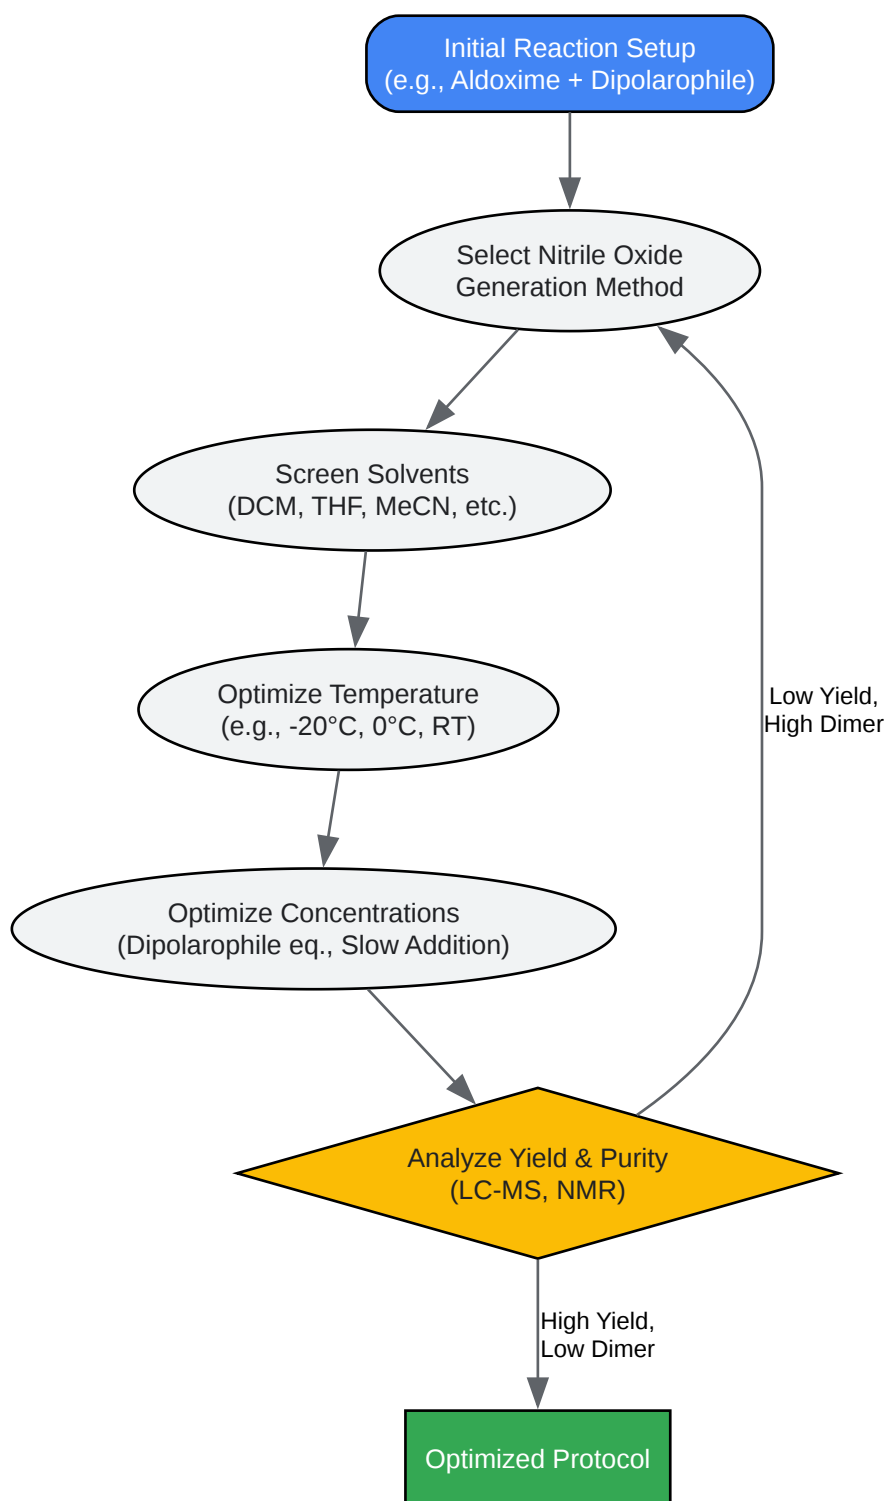 Initial Reaction Setup
(e.g., Aldoxime + Dipolarophile)
Select Nitrile Oxide
Generation Method
Screen Solvents
(DCM, THF, MeCN, etc.)
Optimize Temperature
(e.g., -20°C, 0°C, RT)
Low Yield,
High Dimer
Optimize Concentrations
(Dipolarophile eq., Slow Addition)
Analyze Yield & Purity
(LC-MS, NMR)
High Yield,
Low Dimer
Optimized Protocol